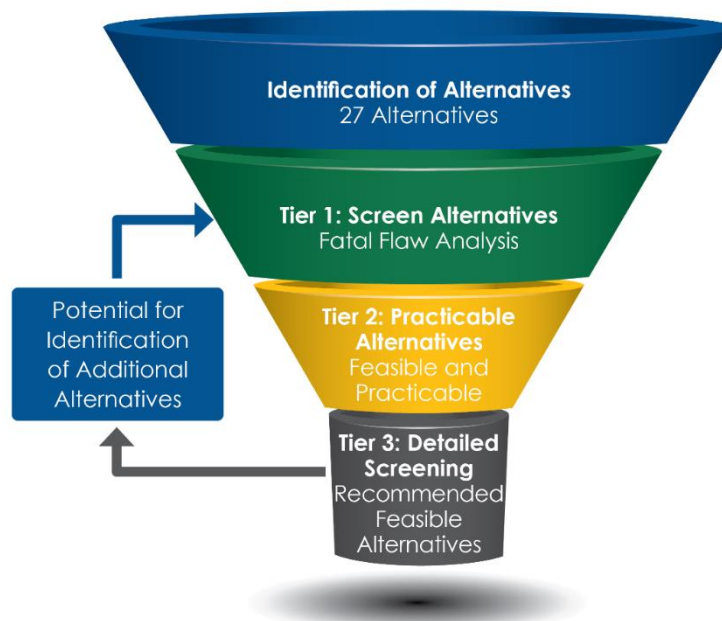 Identification of Alternatives
27 Alternatives
Tier 1: Screen Alternatives
Fatal Flaw Analysis
Potential for
Identification
of Additional
Alternatives
Tier 2: Practicable
Alternatives
Feasible and
Practicable
Tier 3: Detailed
Screening
Recommended
Feasible
Alternatives